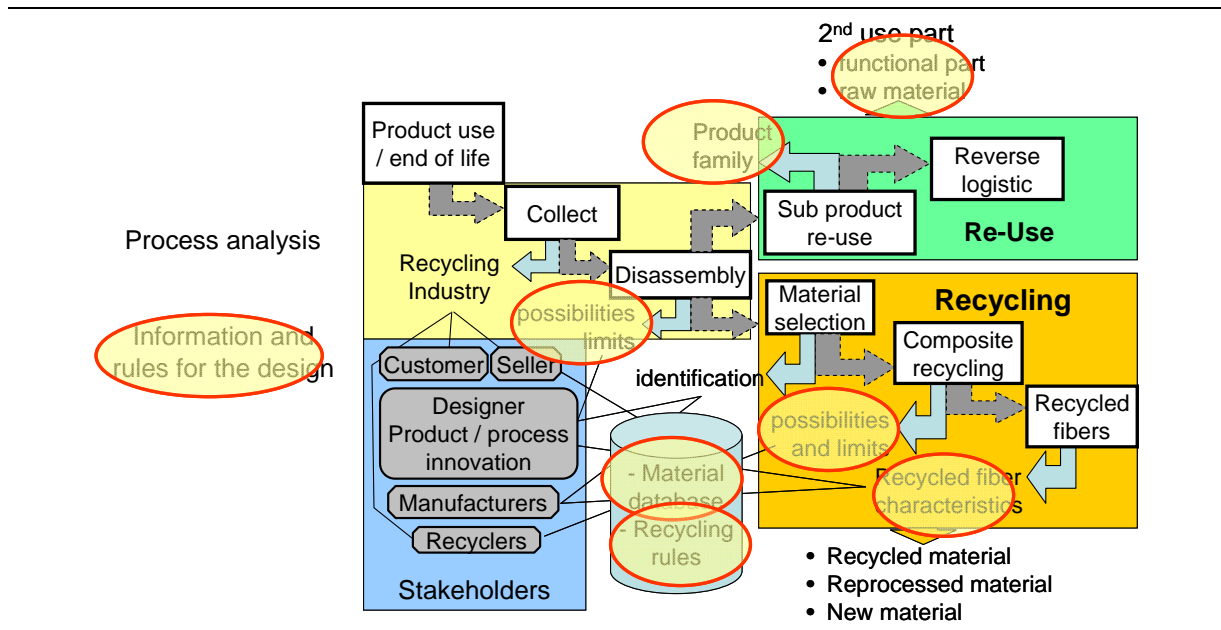 2nd use part
• functional part
• raw material
Product use
/ end of life
Product
family
Reverse
logistic
Collect
Sub product
re-use
Re-Use
Process analysis
Recycling
Industry
Disassembly
Material
selection
Recycling
possibilities
limits
Composite
recycling
Information and
rules for the design
Customer
Seller
identification
Recycled
fibers
Designer
Product / process
innovation
possibilities
and limits
- Material
database
Recycled fiber
characteristics
Manufacturers
- Recycling
rules
Recyclers
Stakeholders
• Recycled material
• Reprocessed material
• New material